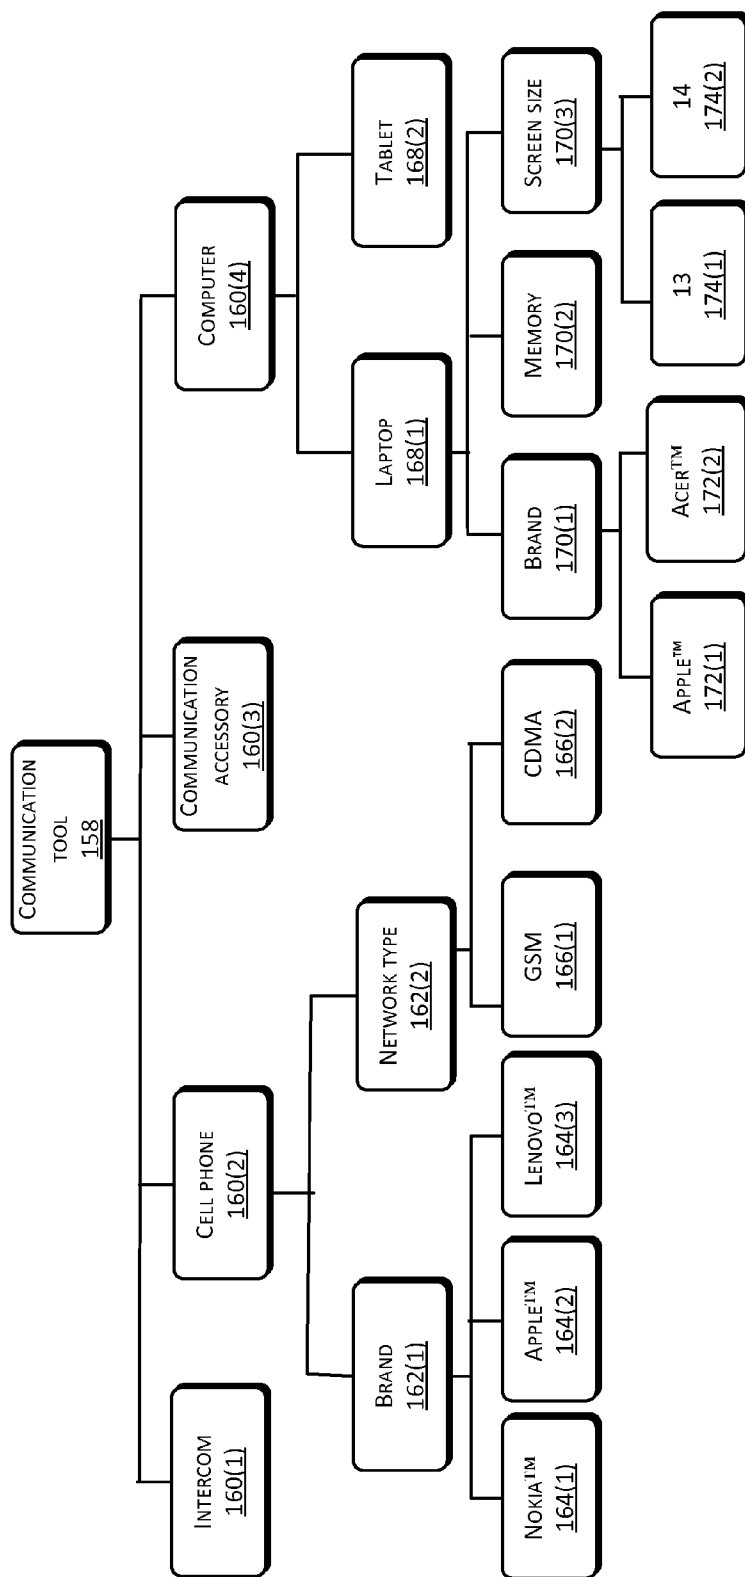 COMMUNICATION
TOOL
158
INTERCOM
160(1)
CELL PHONE
160(2)
COMMUNICATION
ACCESSORY
160(3)
COMPUTER
160(4)
BRAND
162(1)
NETWORK TYPE
162(2)
LAPTOP
168(1)
TABLET
168(2)
NOKIA™
164(1)
APPLE™
164(2)
LENOVO™
164(3)
GSM
166(1)
CDMA
166(2)
BRAND
170(1)
MEMORY
170(2)
SCREEN SIZE
170(3)
APPLE™
172(1)
ACER™
172(2)
13
174(1)
14
174(2)